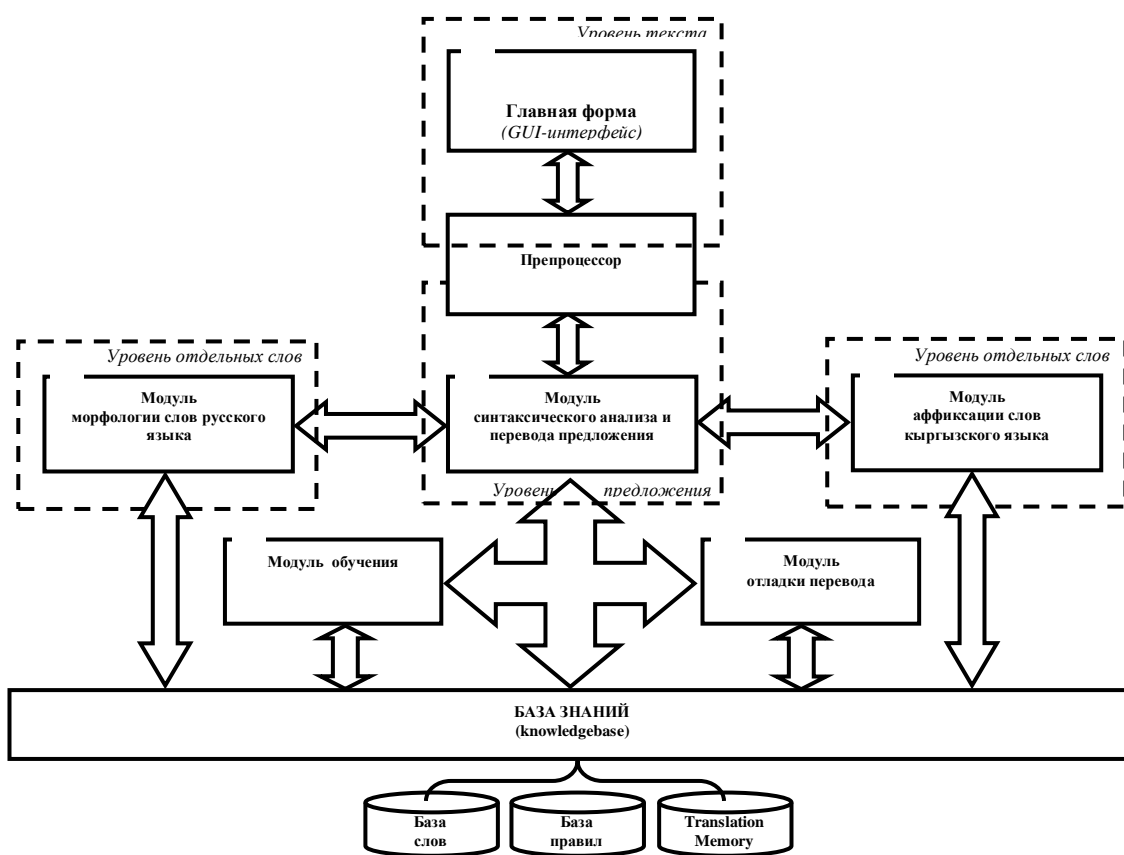 Уровень текста
Главная форма
(GUI-интерфейс)
Препроцессор
Уровень отдельных слов
Модуль
морфологии слов русского
языка
Модуль
синтаксического анализа и
перевода предложения
Уровень предложения
Уровень отдельных слов
Модуль
аффиксации слов
кыргызского языка
Модуль обучения
Модуль
отладки перевода
БАЗА ЗНАНИЙ
(knowledgebase)
База
слов
База
правил
Translation
Memory